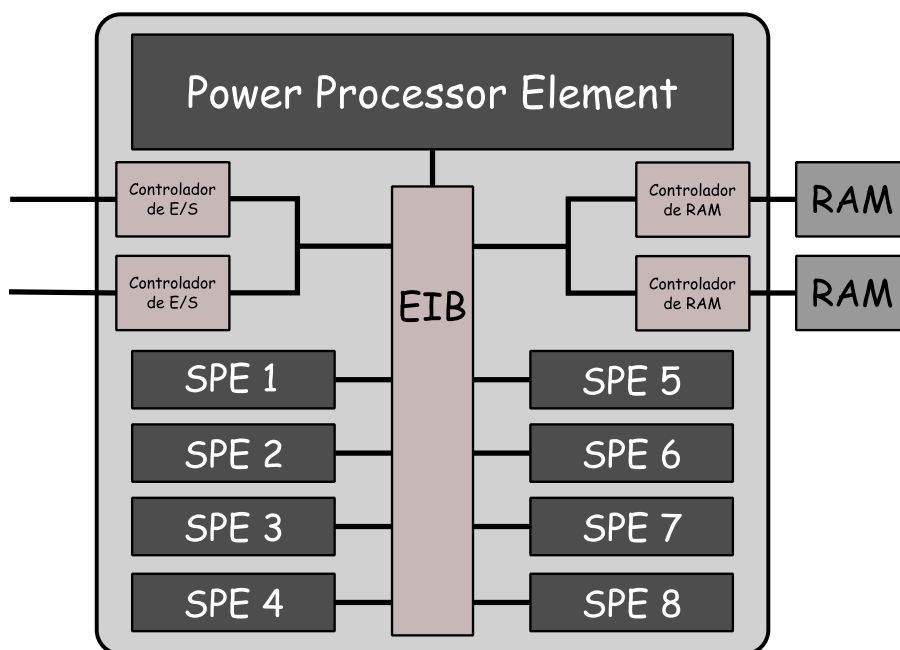 Power Processor Element
Controlador
de E/S
Controlador
de RAM
RAM
Controlador
de E/S
Controlador
de RAM
RAM
EIB
SPE 1
SPE 5
SPE 2
SPE 6
SPE 3
SPE 7
SPE 4
SPE 8